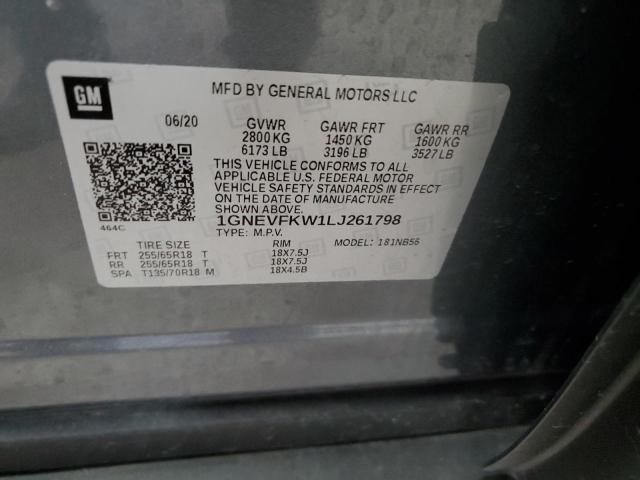 GM
MFD BY GENERAL MOTORS LLC
06/20 GVWR GAWR FRT GAWR RR
2800 KG 1450 KG 1600 KG
6173 LB 3196 LB 3527 LB
THIS VEHICLE CONFORMS TO ALL
APPLICABLE U.S. FEDERAL MOTOR
VEHICLE SAFETY STANDARDS IN EFFECT
ON THE DATE OF MANUFACTURE
SHOWN ABOVE.
1GNEVFKW1LJ261798
464C
TYPE: M.P.V. MODEL: 181NB56
TIRE SIZE RIM
FRT 255/65R18 T 18X7.5J
RR 255/65R18 T 18X7.5J
SPA T135/70R18 M 18X4.5B